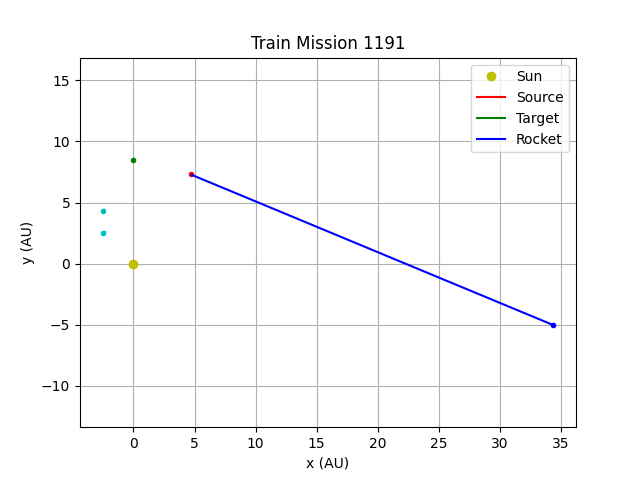 Train Mission 1191
Sun
Source
Target
Rocket
15
10
5
0
−5
−10
y (AU)
0 5 10 15 20 25 30 35
x (AU)